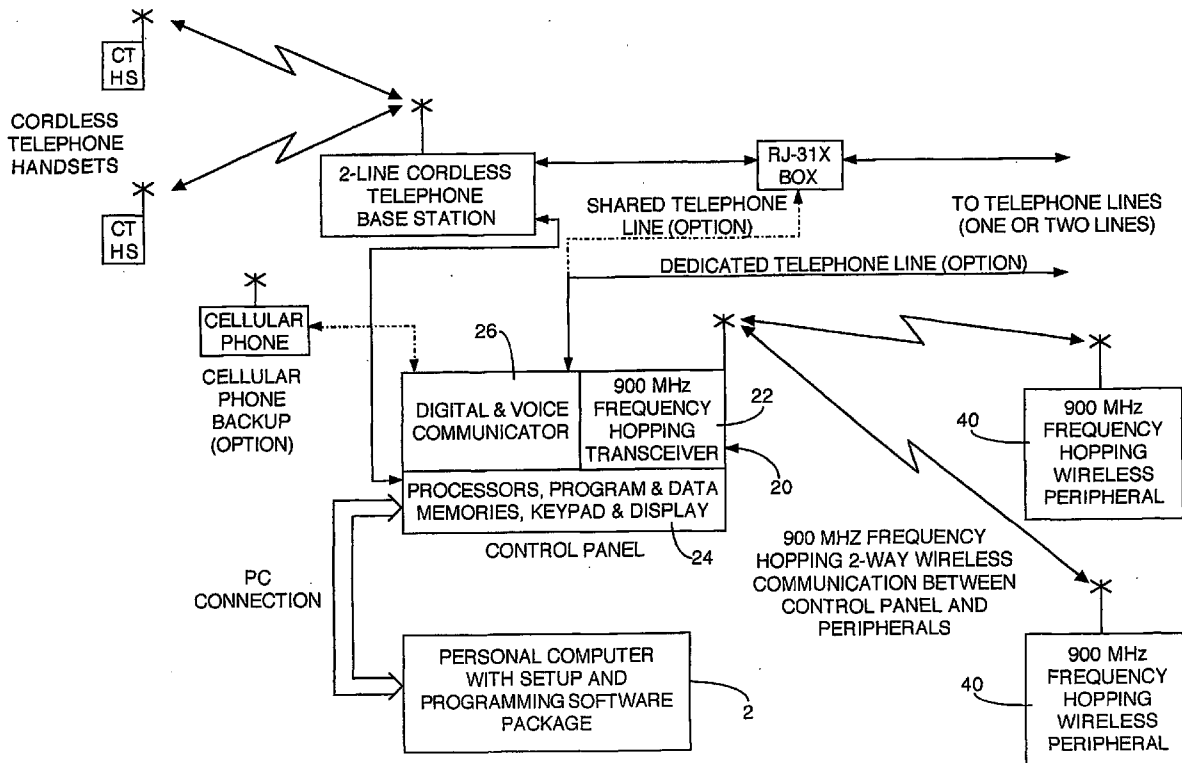 CT
HS
CORDLESS
TELEPHONE
HANDSETS
CT
HS
2-LINE CORDLESS
TELEPHONE
BASE STATION
RJ-31X
BOX
SHARED TELEPHONE
LINE (OPTION)
TO TELEPHONE LINES
(ONE OR TWO LINES)
DEDICATED TELEPHONE LINE (OPTION)
CELLULAR
PHONE
CELLULAR
PHONE
BACKUP
(OPTION)
26
DIGITAL & VOICE
COMMUNICATOR
900 MHz
FREQUENCY
HOPPING
TRANSCEIVER
22
20
PROCESSORS, PROGRAM & DATA
MEMORIES, KEYPAD & DISPLAY
CONTROL PANEL
24
40
900 MHz
FREQUENCY
HOPPING
WIRELESS
PERIPHERAL
900 MHZ FREQUENCY
HOPPING 2-WAY WIRELESS
COMMUNICATION BETWEEN
CONTROL PANEL AND
PERIPHERALS
PC
CONNECTION
PERSONAL COMPUTER
WITH SETUP AND
PROGRAMMING SOFTWARE
PACKAGE
2
40
900 MHz
FREQUENCY
HOPPING
WIRELESS
PERIPHERAL